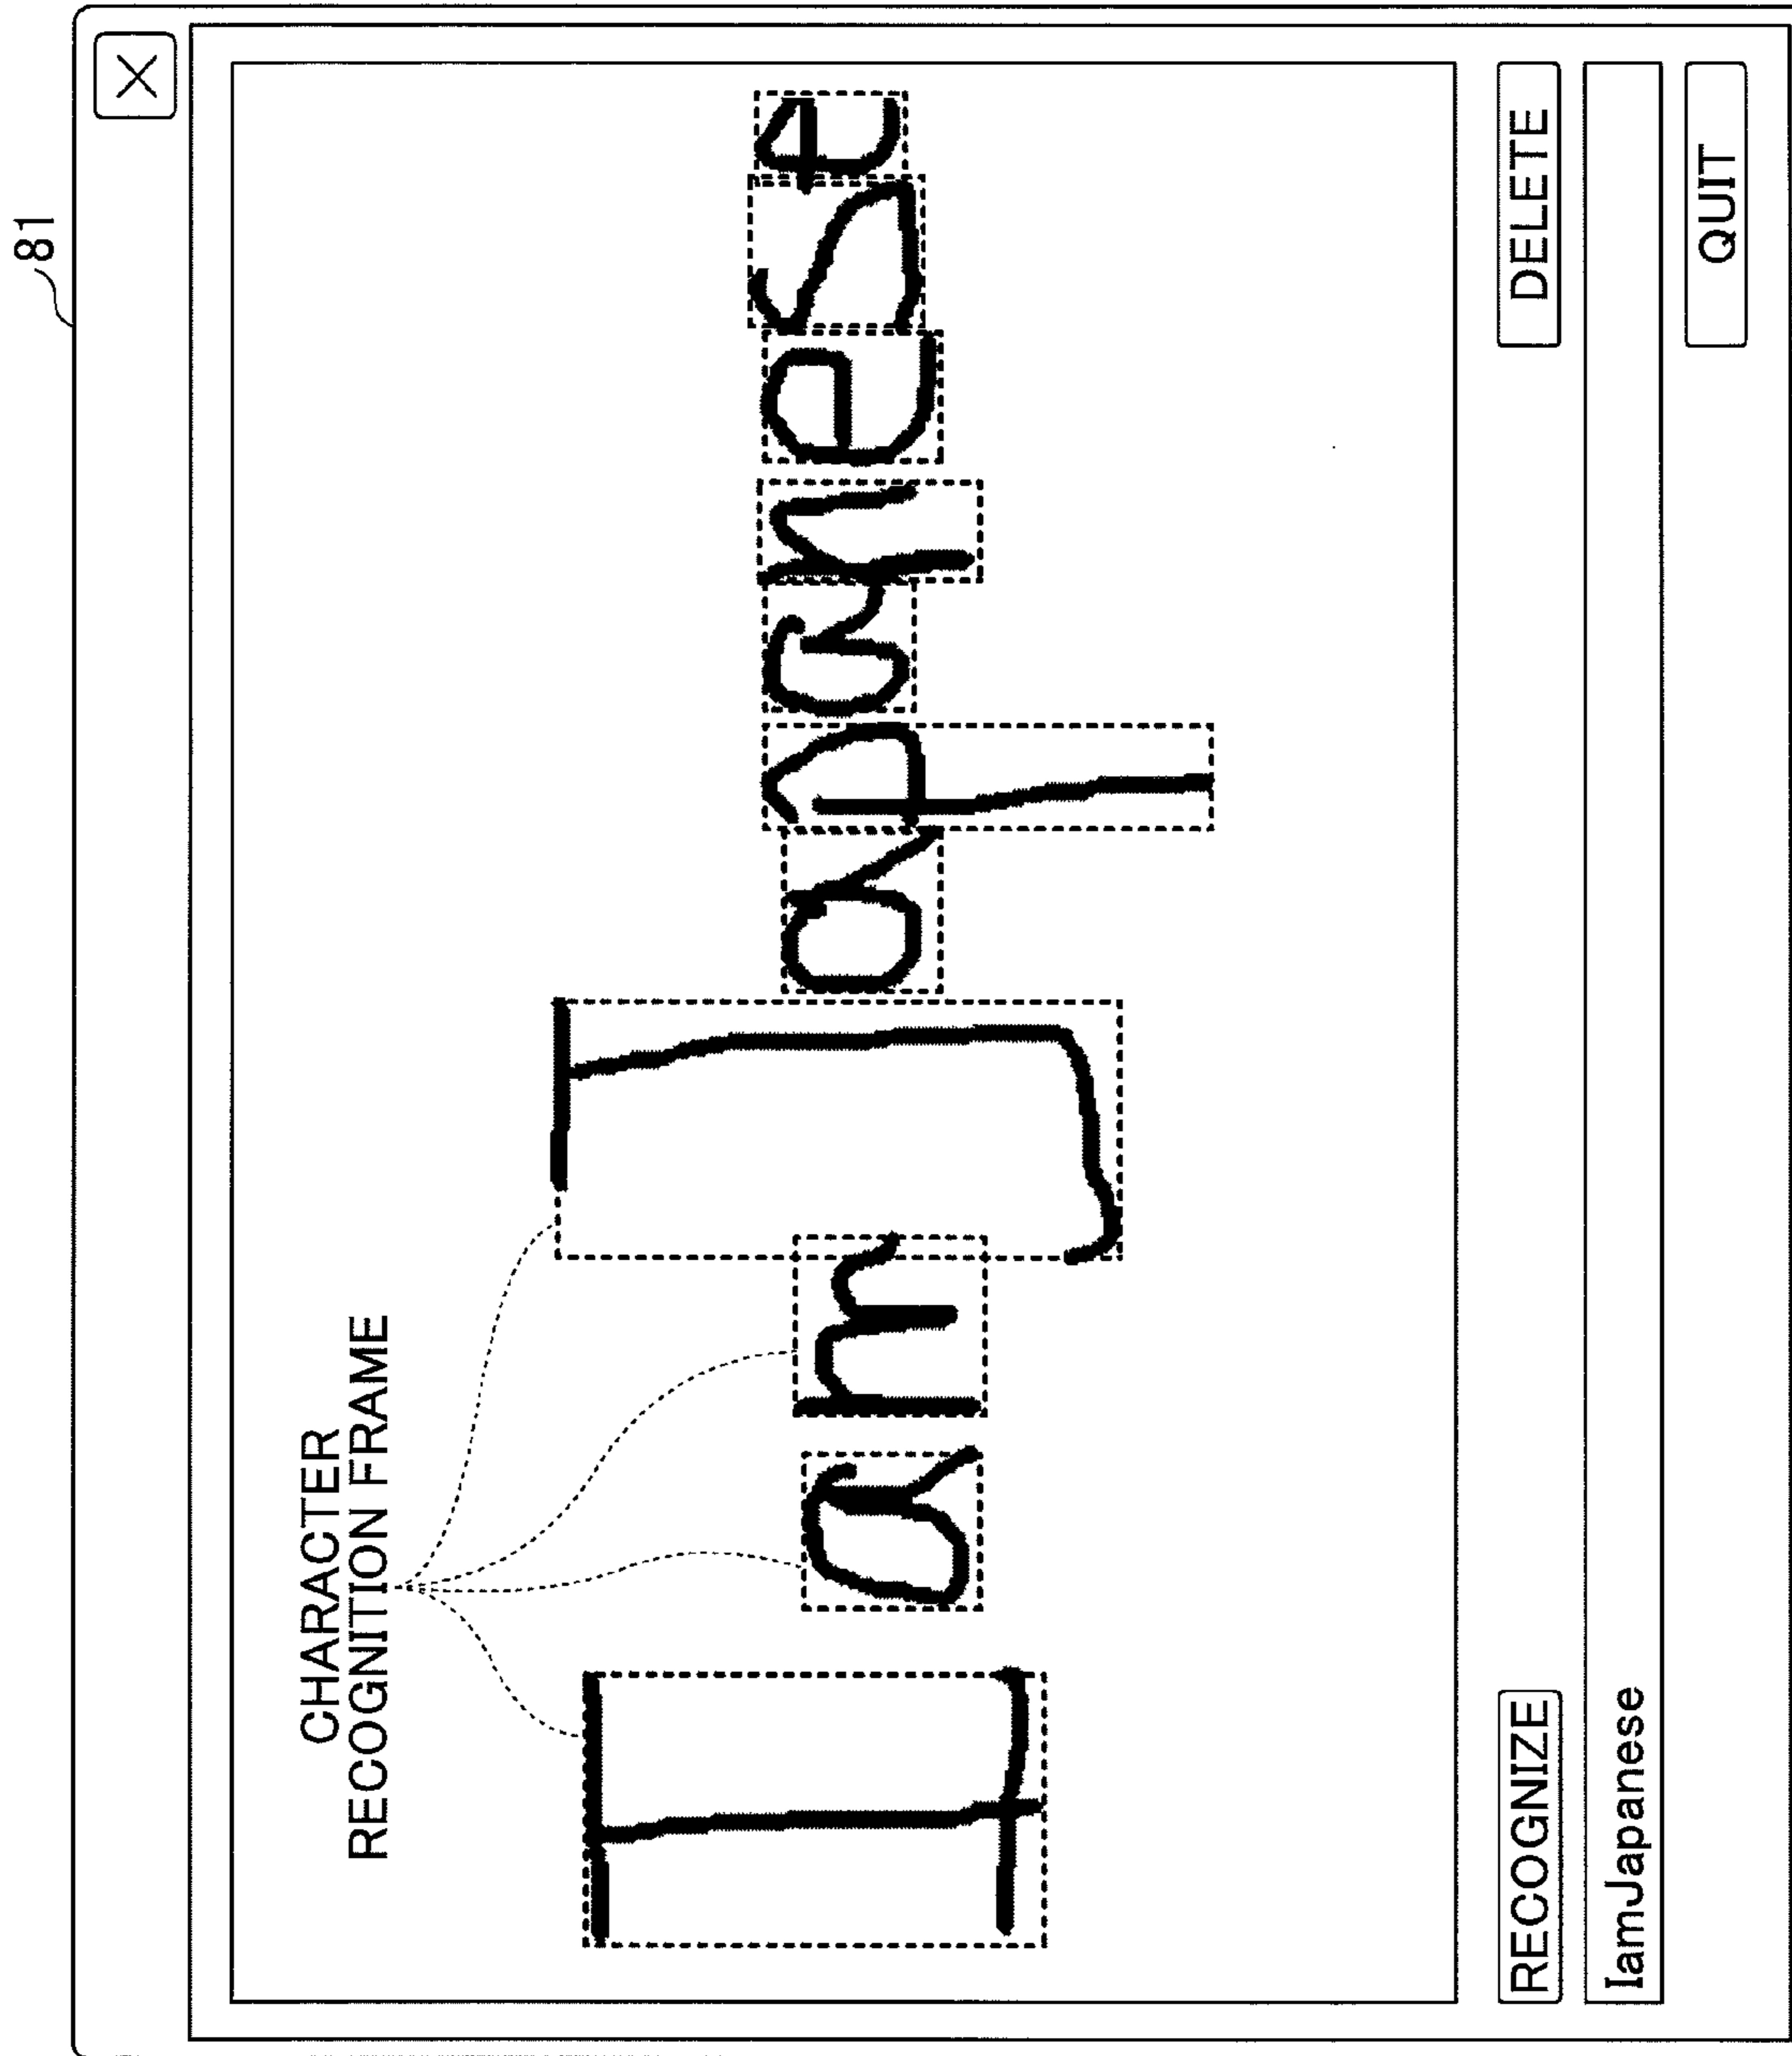 81
×
CHARACTER
RECOGNITION FRAME
I am Japanese
RECOGNIZE DELETE
IamJapanese
QUIT